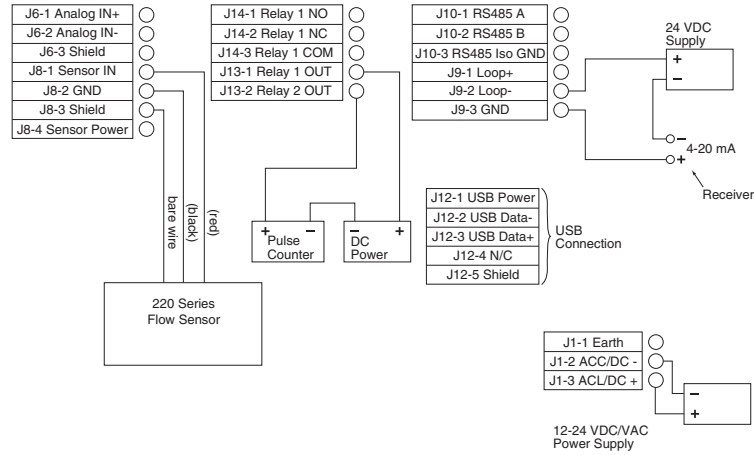 J6-1 Analog IN+
J6-2 Analog IN-
J6-3 Shield
J8-1 Sensor IN
J8-2 GND
J8-3 Shield
J8-4 Sensor Power
bare wire
(black)
(red)
220 Series
Flow Sensor
J14-1 Relay 1 NO
J14-2 Relay 1 NC
J14-3 Relay 1 COM
J13-1 Relay 1 OUT
J13-2 Relay 2 OUT
+ −
Pulse
Counter
− +
DC
Power
J10-1 RS485 A
J10-2 RS485 B
J10-3 RS485 Iso GND
J9-1 Loop+
J9-2 Loop-
J9-3 GND
24 VDC
Supply
+
−
−
4-20 mA
+
Receiver
J12-1 USB Power
J12-2 USB Data-
J12-3 USB Data+
J12-4 N/C
J12-5 Shield
USB
Connection
J1-1 Earth
J1-2 ACC/DC -
J1-3 ACL/DC +
−
+
12-24 VDC/VAC
Power Supply